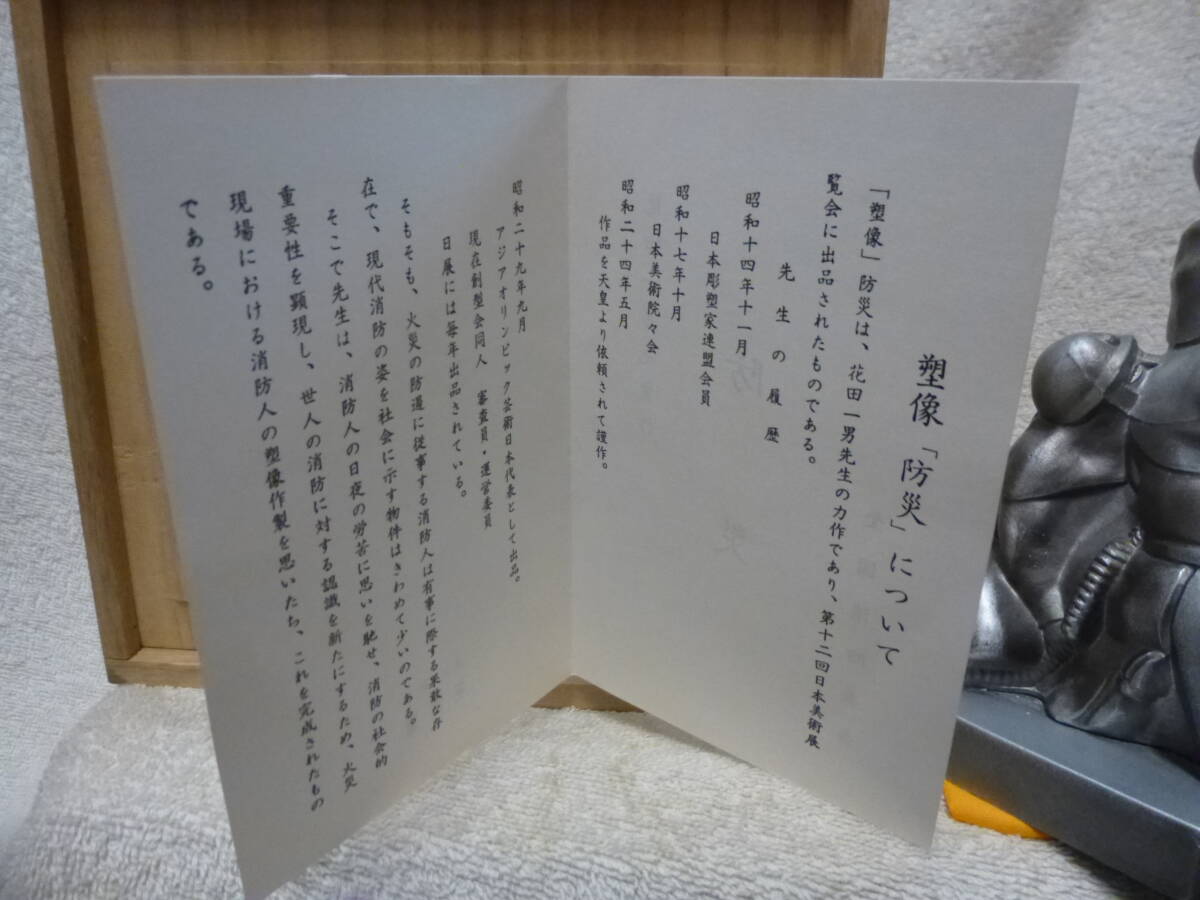 塑像「防災」について
「塑像」防災は、花田一男先生の力作であり、第十二回日本美術展
覧会に出品されたものである。
先生の履歴
昭和十四年十一月
日本彫塑家連盟会員
昭和十七年十月
日本美術院々会
昭和二十四年五月
作品を天皇より依頼されて謹作。
昭和二十九年九月
アジアオリンピック芸術日本代表として出品。
現在創型会同人　審査員・運営委員
日展には毎年出品されている。
そもそも、火災の防遏に従事する消防人は有事に際する果敢な存
在で、現代消防の姿を社会に示す物件はきわめて少いのである。
そこで先生は、消防人の日夜の労苦に思いを馳せ、消防の社会的
重要性を顕現し、世人の消防に対する認識を新たにするため、火災
現場における消防人の塑像作製を思いたち、これを完成されたもの
である。